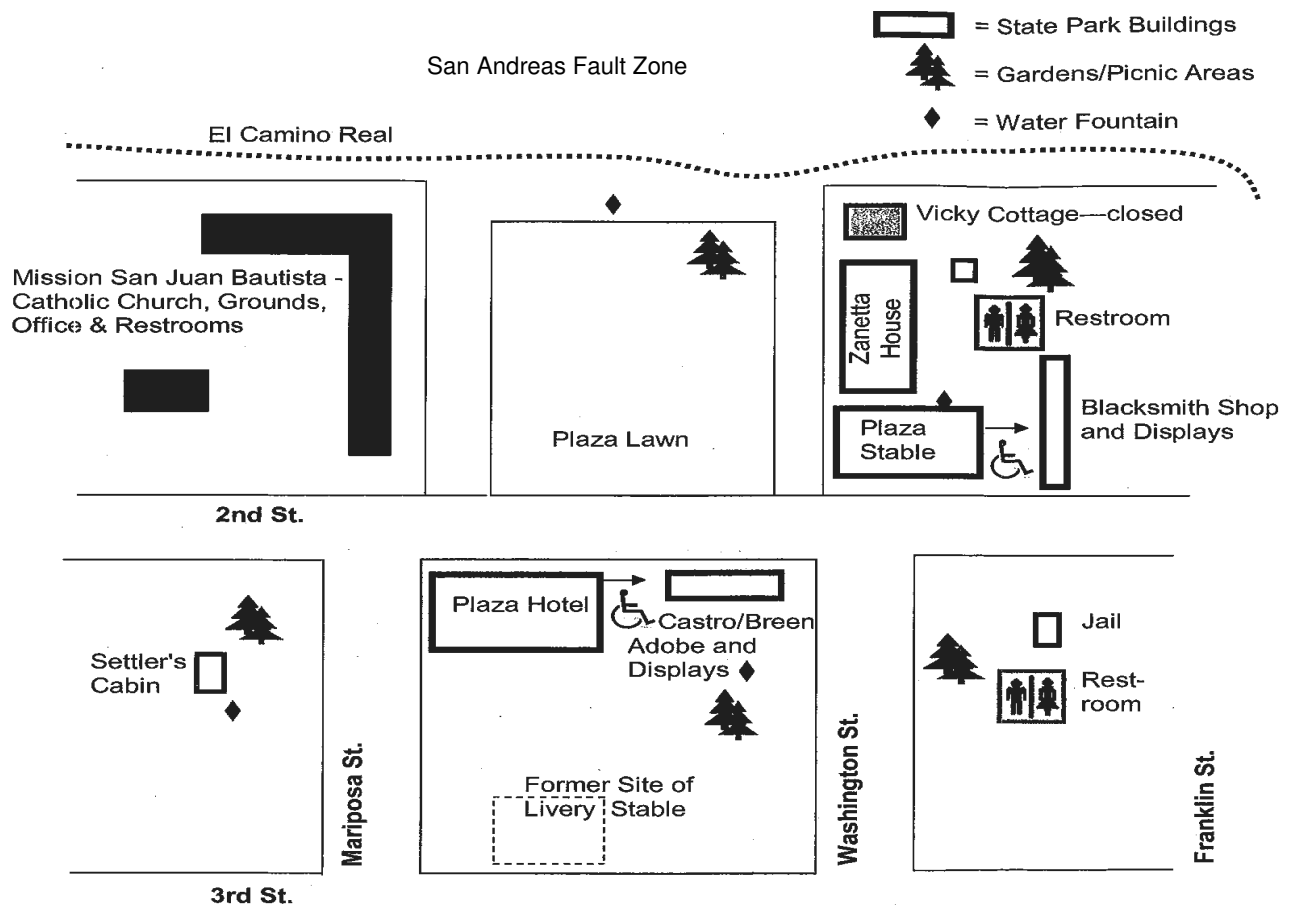 = State Park Buildings
San Andreas Fault Zone
= Gardens/Picnic Areas
= Water Fountain
El Camino Real
Vicky Cottage—closed
Mission San Juan Bautista -
Catholic Church, Grounds,
Office & Restrooms
Zanetta
House
Restroom
Plaza Lawn
Plaza
Stable
Blacksmith Shop
and Displays
2nd St.
Settler's
Cabin
Mariposa St.
Plaza Hotel
Castro/Breen
Adobe and
Displays
Former Site of
Livery Stable
Washington St.
Jail
Rest-
room
Franklin St.
3rd St.